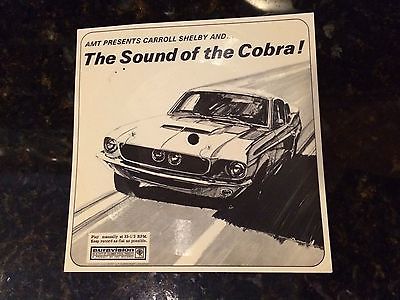 AMT PRESENTS CARROLL SHELBY AND...
The Sound of the Cobra!
Play manually at 33-1/3 RPM.
Keep record as flat as possible.
auravision